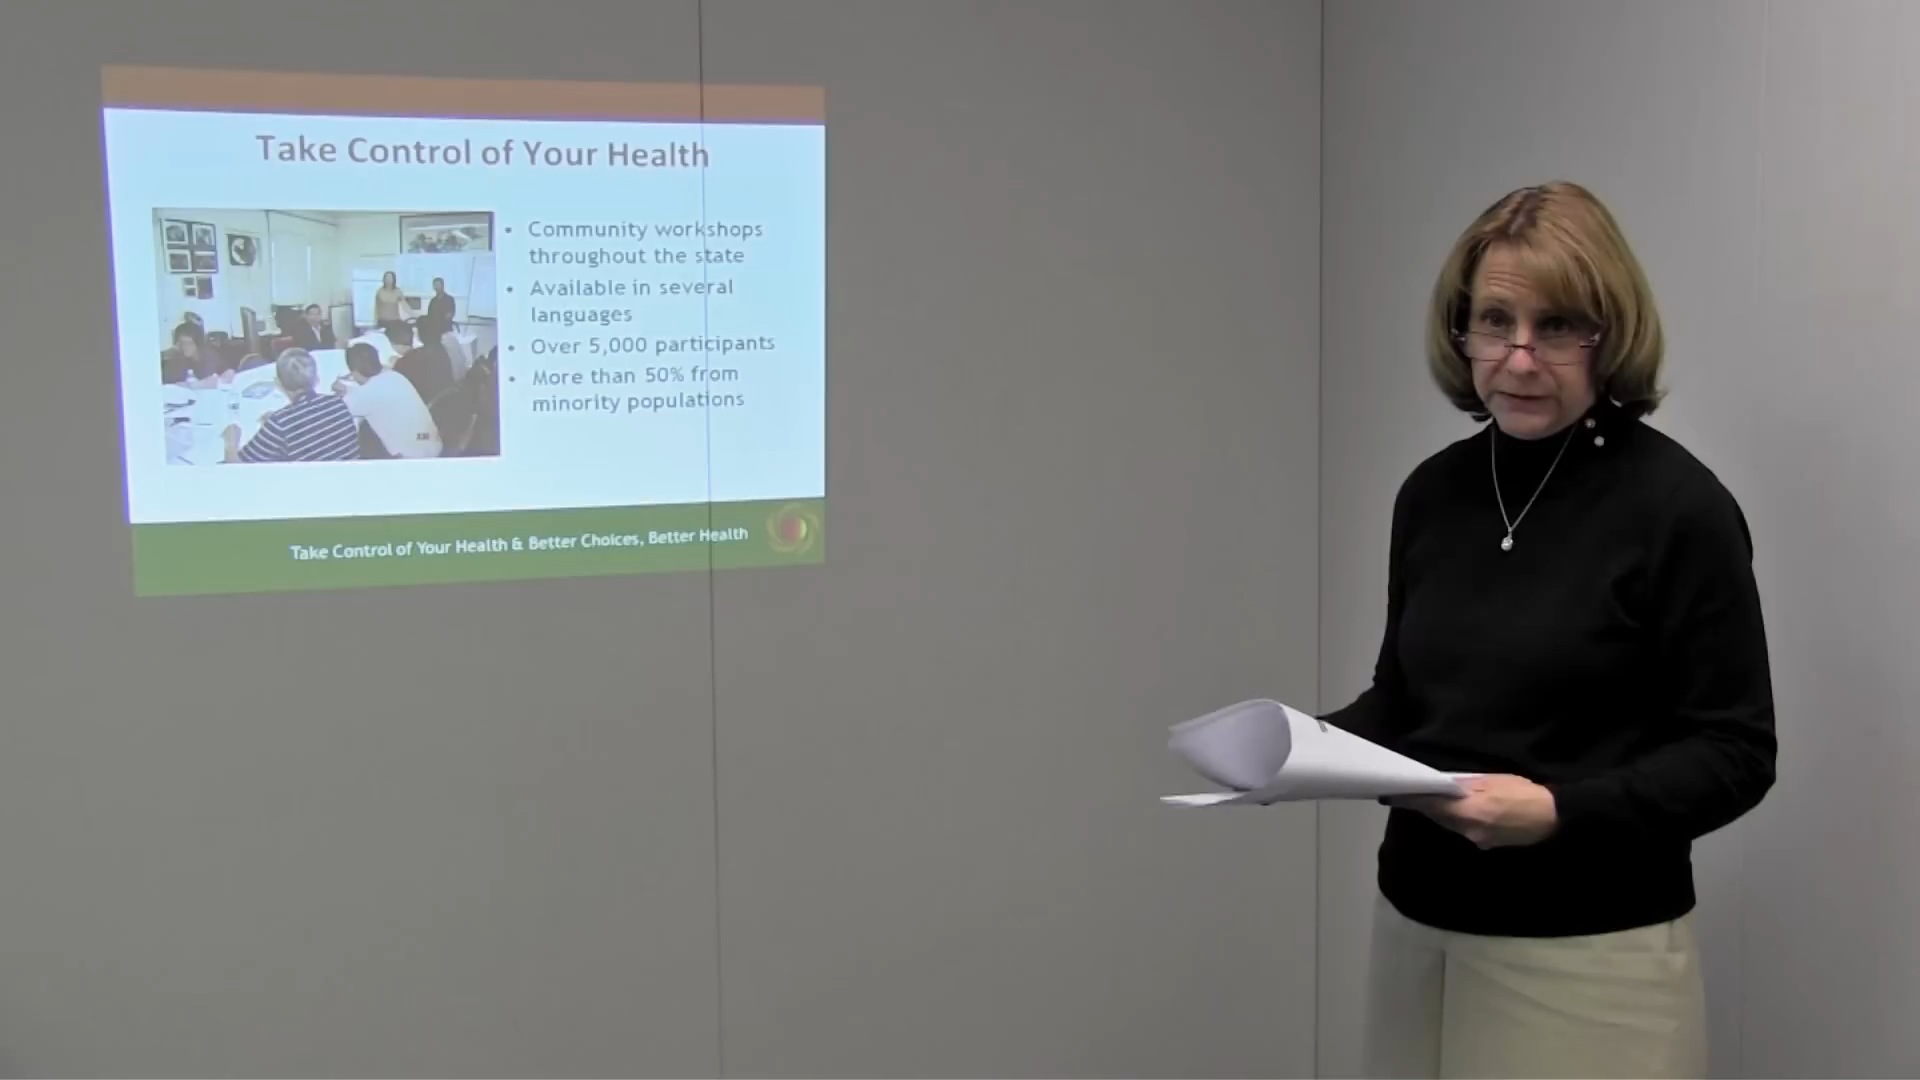 Take Control of Your Health
• Community workshops
throughout the state
• Available in several
languages
• Over 5,000 participants
• More than 50% from
minority populations
Take Control of Your Health & Better Choices, Better Health